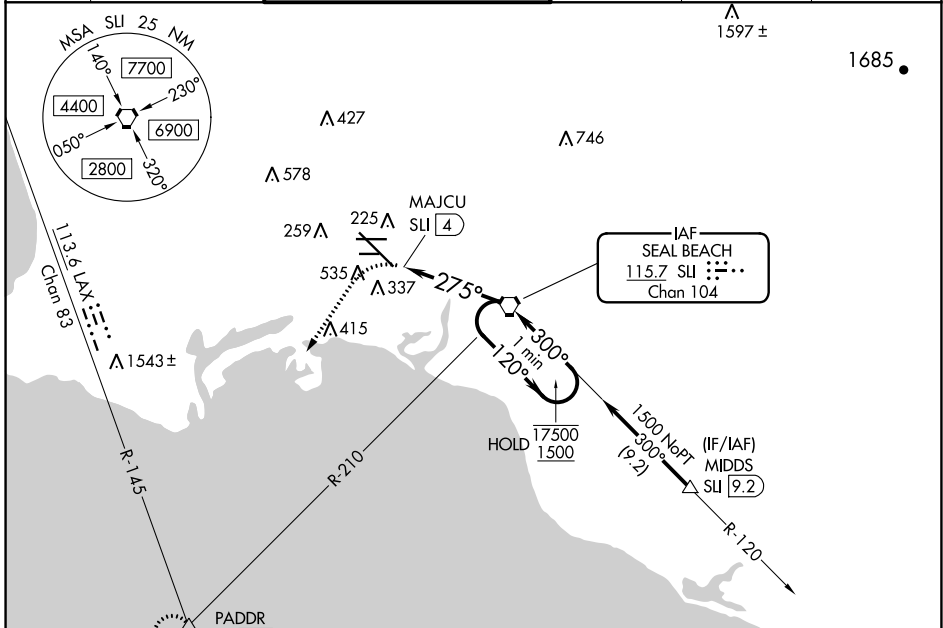 MSA SLI 25 NM
140°
7700
230°
4400
6900
050°
2800
320°
1597 ±
1685
427
746
578
MAJCU
SLI 4
225
259
535
337
275°
IAF
SEAL BEACH
115.7 SLI
Chan 104
113.6 LAX
Chan 83
415
1543 ±
300°
1 min
120°
HOLD 17500
1500
1500 NoPT
300°
(9.2)
(IF/IAF)
MIDDS
SLI 9.2
R-145
R-210
R-120
PADDR